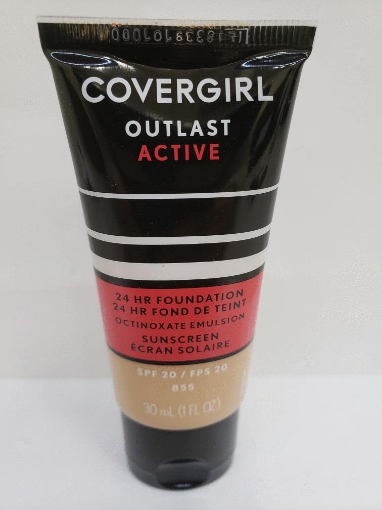 COVERGIRL
OUTLAST
ACTIVE
24 HR FOUNDATION
24 HR FOND DE TEINT
OCTINOXATE EMULSION
SUNSCREEN
ÉCRAN SOLAIRE
SPF 20 / FPS 20
855
30 mL (1 FL OZ)